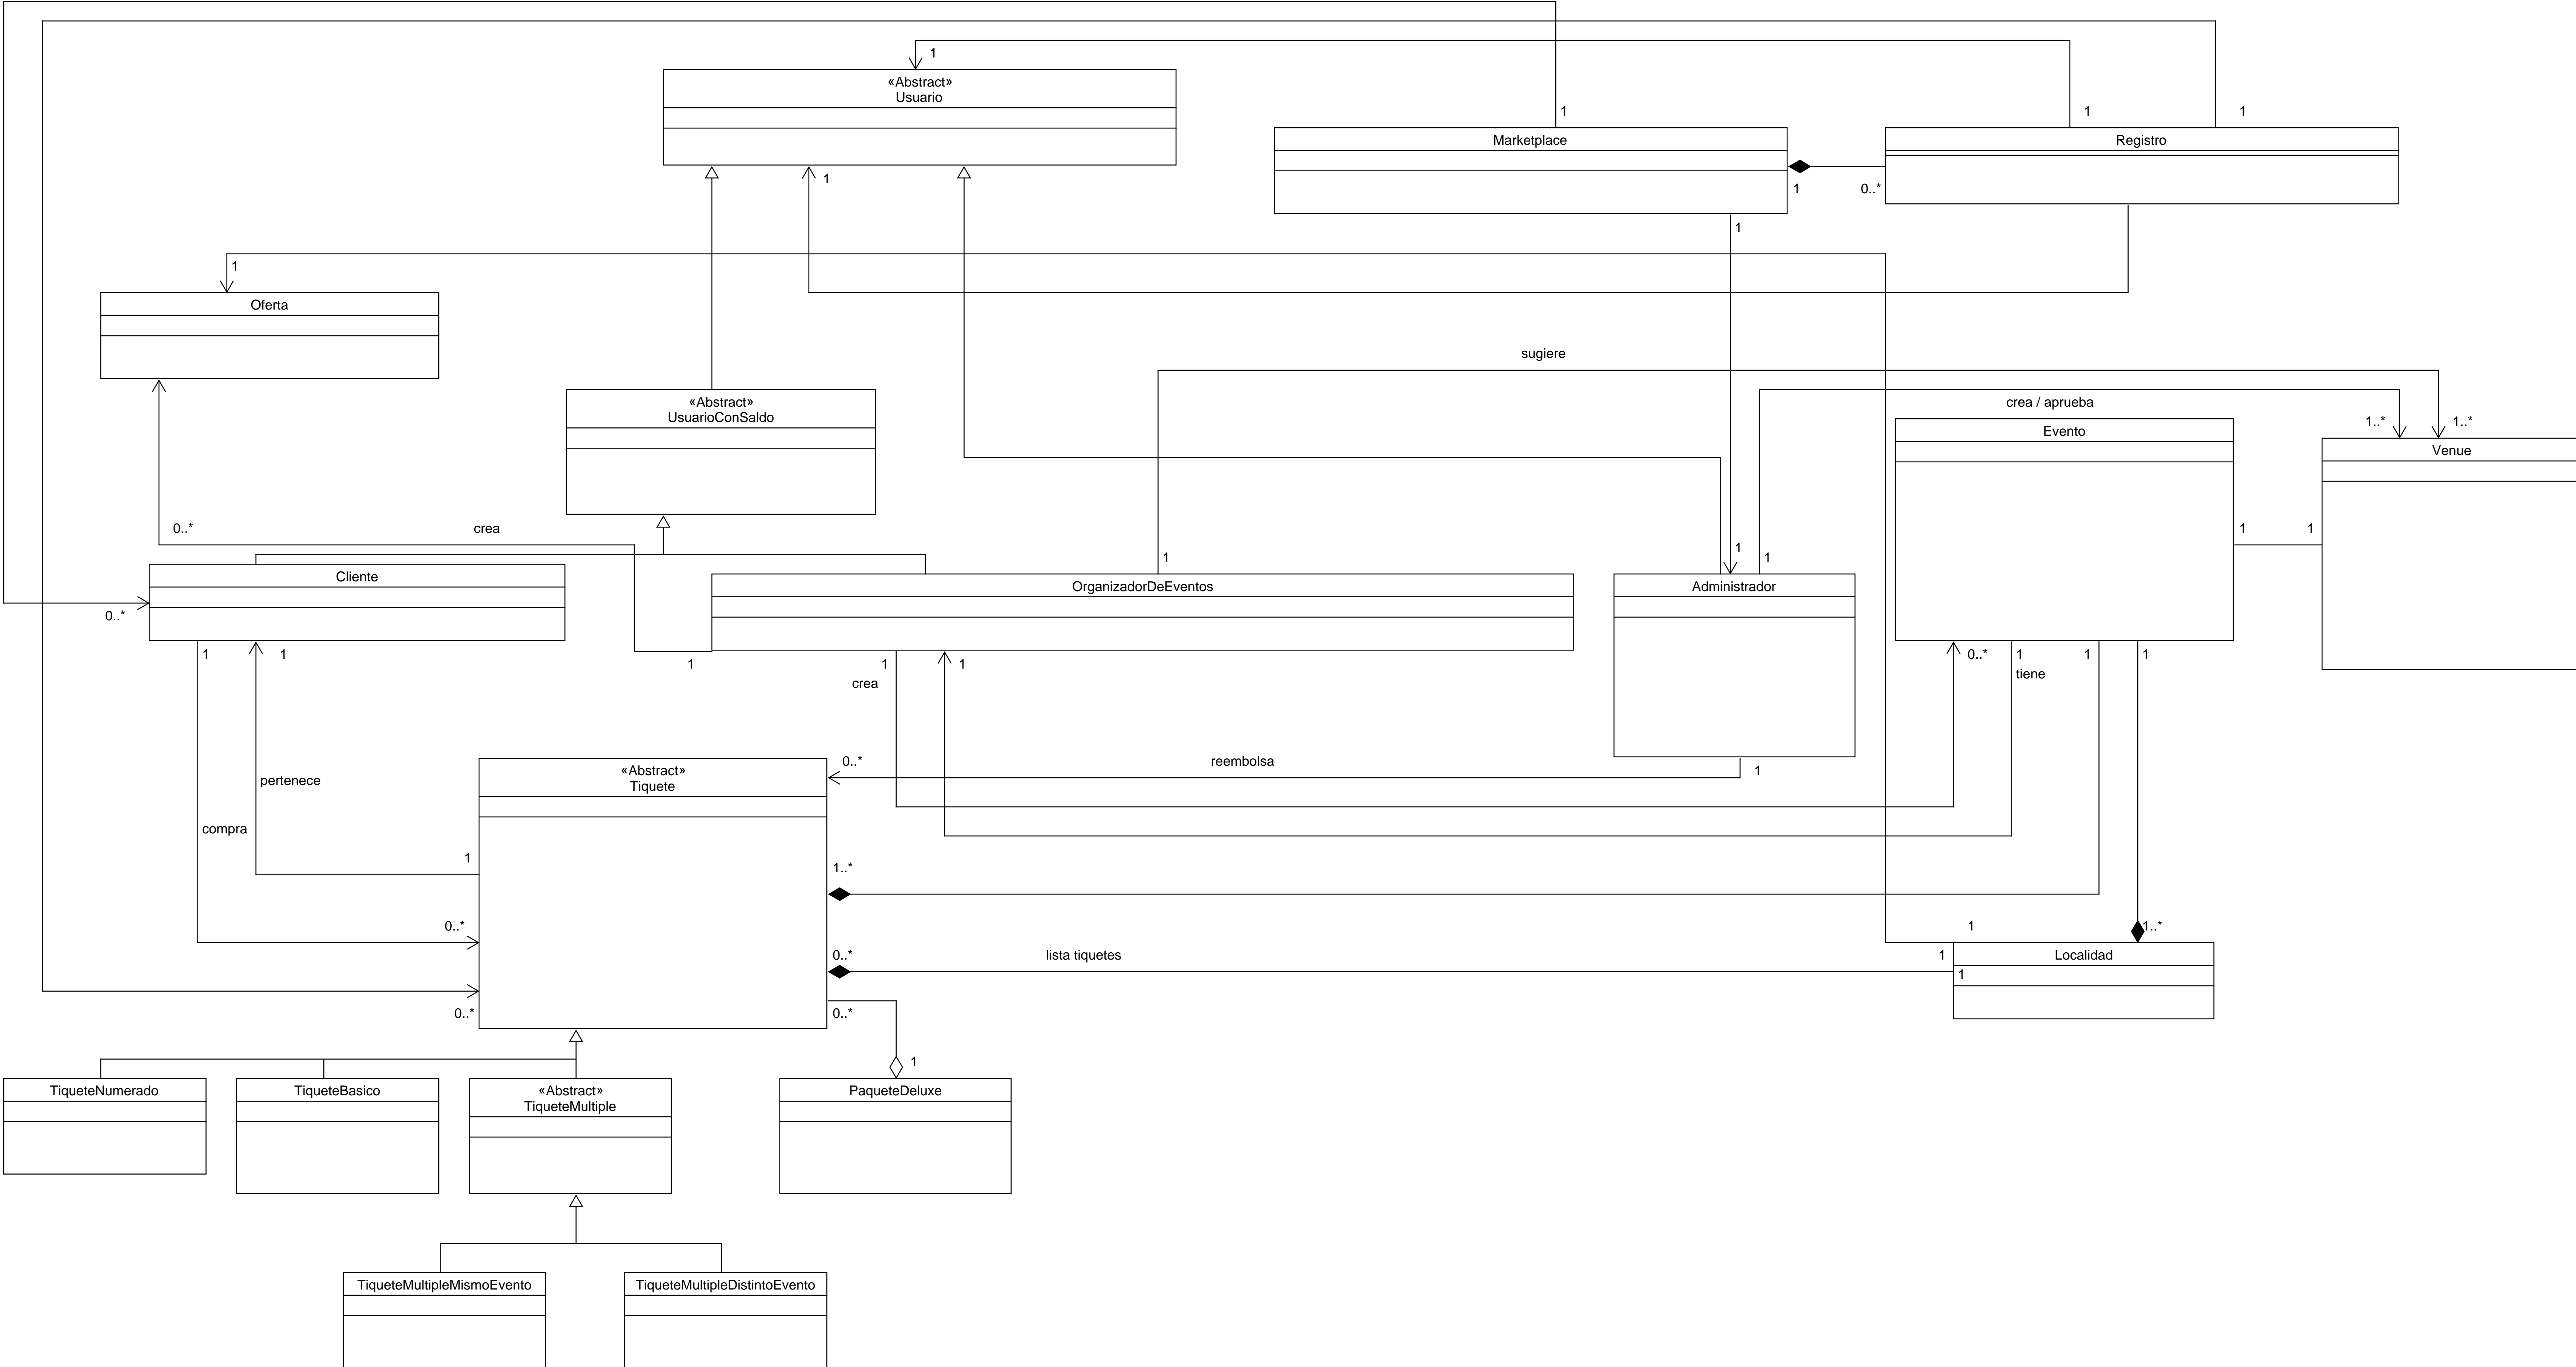 1
«Abstract»
Usuario
1
1
1
Marketplace
Registro
1
1
0..*
1
1
Oferta
sugiere
«Abstract»
UsuarioConSaldo
crea / aprueba
1..*
1..*
Evento
Venue
0..*
crea
1
1
1
1
1
1
Cliente
OrganizadorDeEventos
Administrador
0..*
1
1
1
1
1
0..*
1
1
1
tiene
crea
0..*
reembolsa
1
«Abstract»
Tiquete
pertenece
compra
1
1..*
0..*
1
1..*
0..*
lista tiquetes
1
Localidad
1
0..*
0..*
1
TiqueteNumerado
TiqueteBasico
«Abstract»
TiqueteMultiple
PaqueteDeluxe
TiqueteMultipleMismoEvento
TiqueteMultipleDistintoEvento